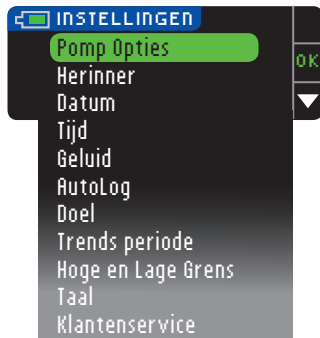 INSTELLINGEN
Pomp Opties
OK
Herinner
Datum
Tijd
Geluid
AutoLog
Doel
Trends periode
Hoge en Lage Grens
Taal
Klantenservice